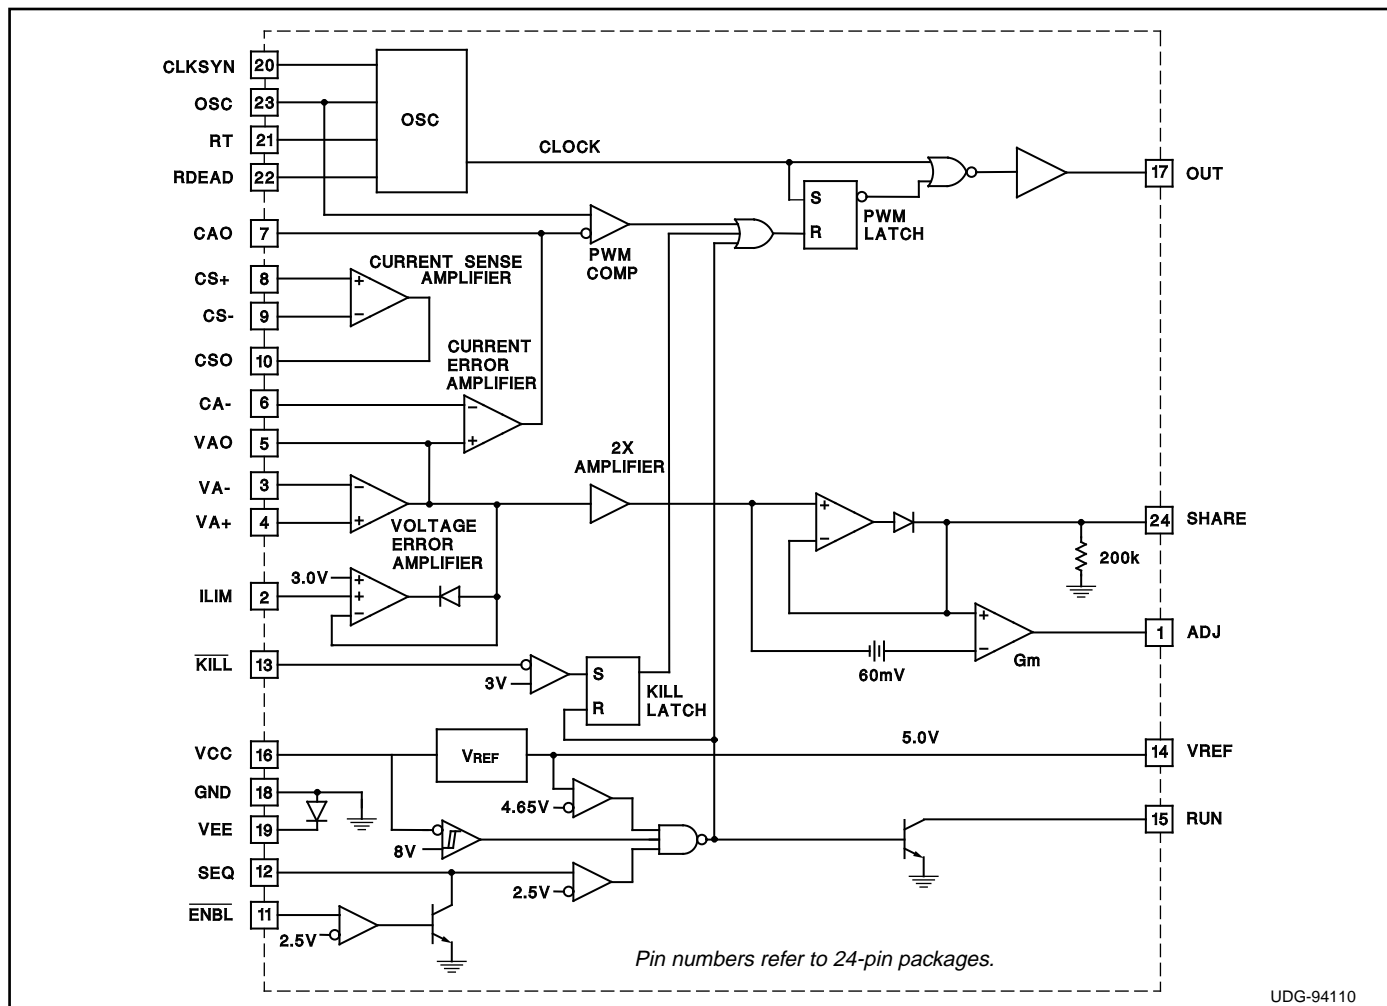 CLKSYN 20
OSC 23
RT 21
RDEAD 22
OSC
CLOCK
17 OUT
S
R
PWM
LATCH
CAO 7
PWM
COMP
CURRENT SENSE
AMPLIFIER
CS+ 8
CS- 9
+
−
CSO 10
CURRENT
ERROR
AMPLIFIER
CA- 6
VAO 5
−
+
2X
AMPLIFIER
VA- 3
VA+ 4
−
+
VOLTAGE
ERROR
AMPLIFIER
+
−
24 SHARE
200k
3.0V
ILIM 2
+
+
−
+
−
Gm
60mV
1 ADJ
KILL 13
3V
S
R
KILL
LATCH
VCC 16
VREF
5.0V
14 VREF
GND 18
4.65V
VEE 19
8V
15 RUN
SEQ 12
2.5V
ENBL 11
2.5V
Pin numbers refer to 24-pin packages.
UDG-94110